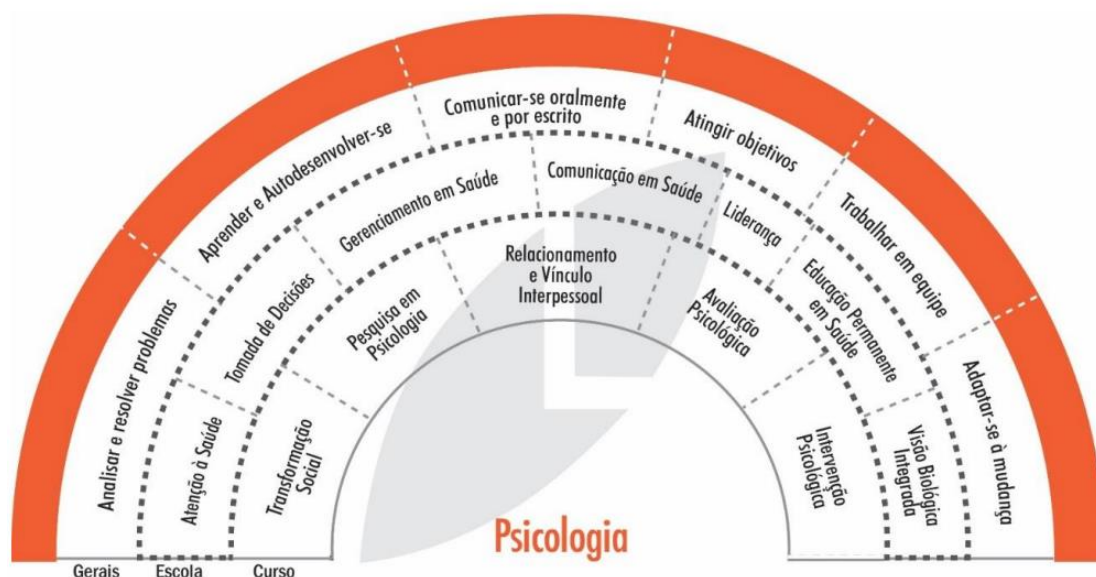 Analisar e resolver problemas
Aprender e Autodesenvolver-se
Comunicar-se oralmente
e por escrito
Atingir objetivos
Trabalhar em equipe
Adaptar-se à mudança
Atenção à Saúde
Tomada de Decisões
Gerenciamento em Saúde
Comunicação em Saúde
Liderança
Educação Permanente
em Saúde
Visão Biológica
Integrada
Transformação
Social
Pesquisa em
Psicologia
Relacionamento
e Vínculo
Interpessoal
Avaliação
Psicológica
Intervenção
Psicológica
Psicologia
Gerais
Escola
Curso